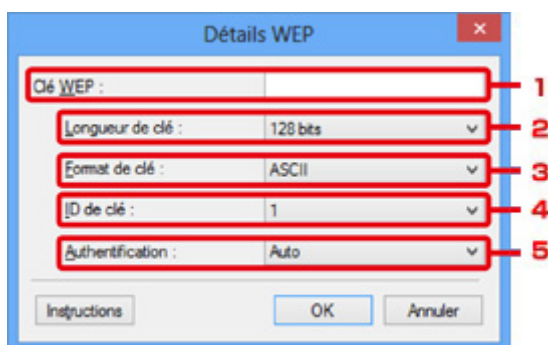 Détails WEP
Clé WEP : 1
Longueur de clé : 128 bits 2
Format de clé : ASCII 3
ID de clé : 1 4
Authentification : Auto 5
Instructions OK Annuler